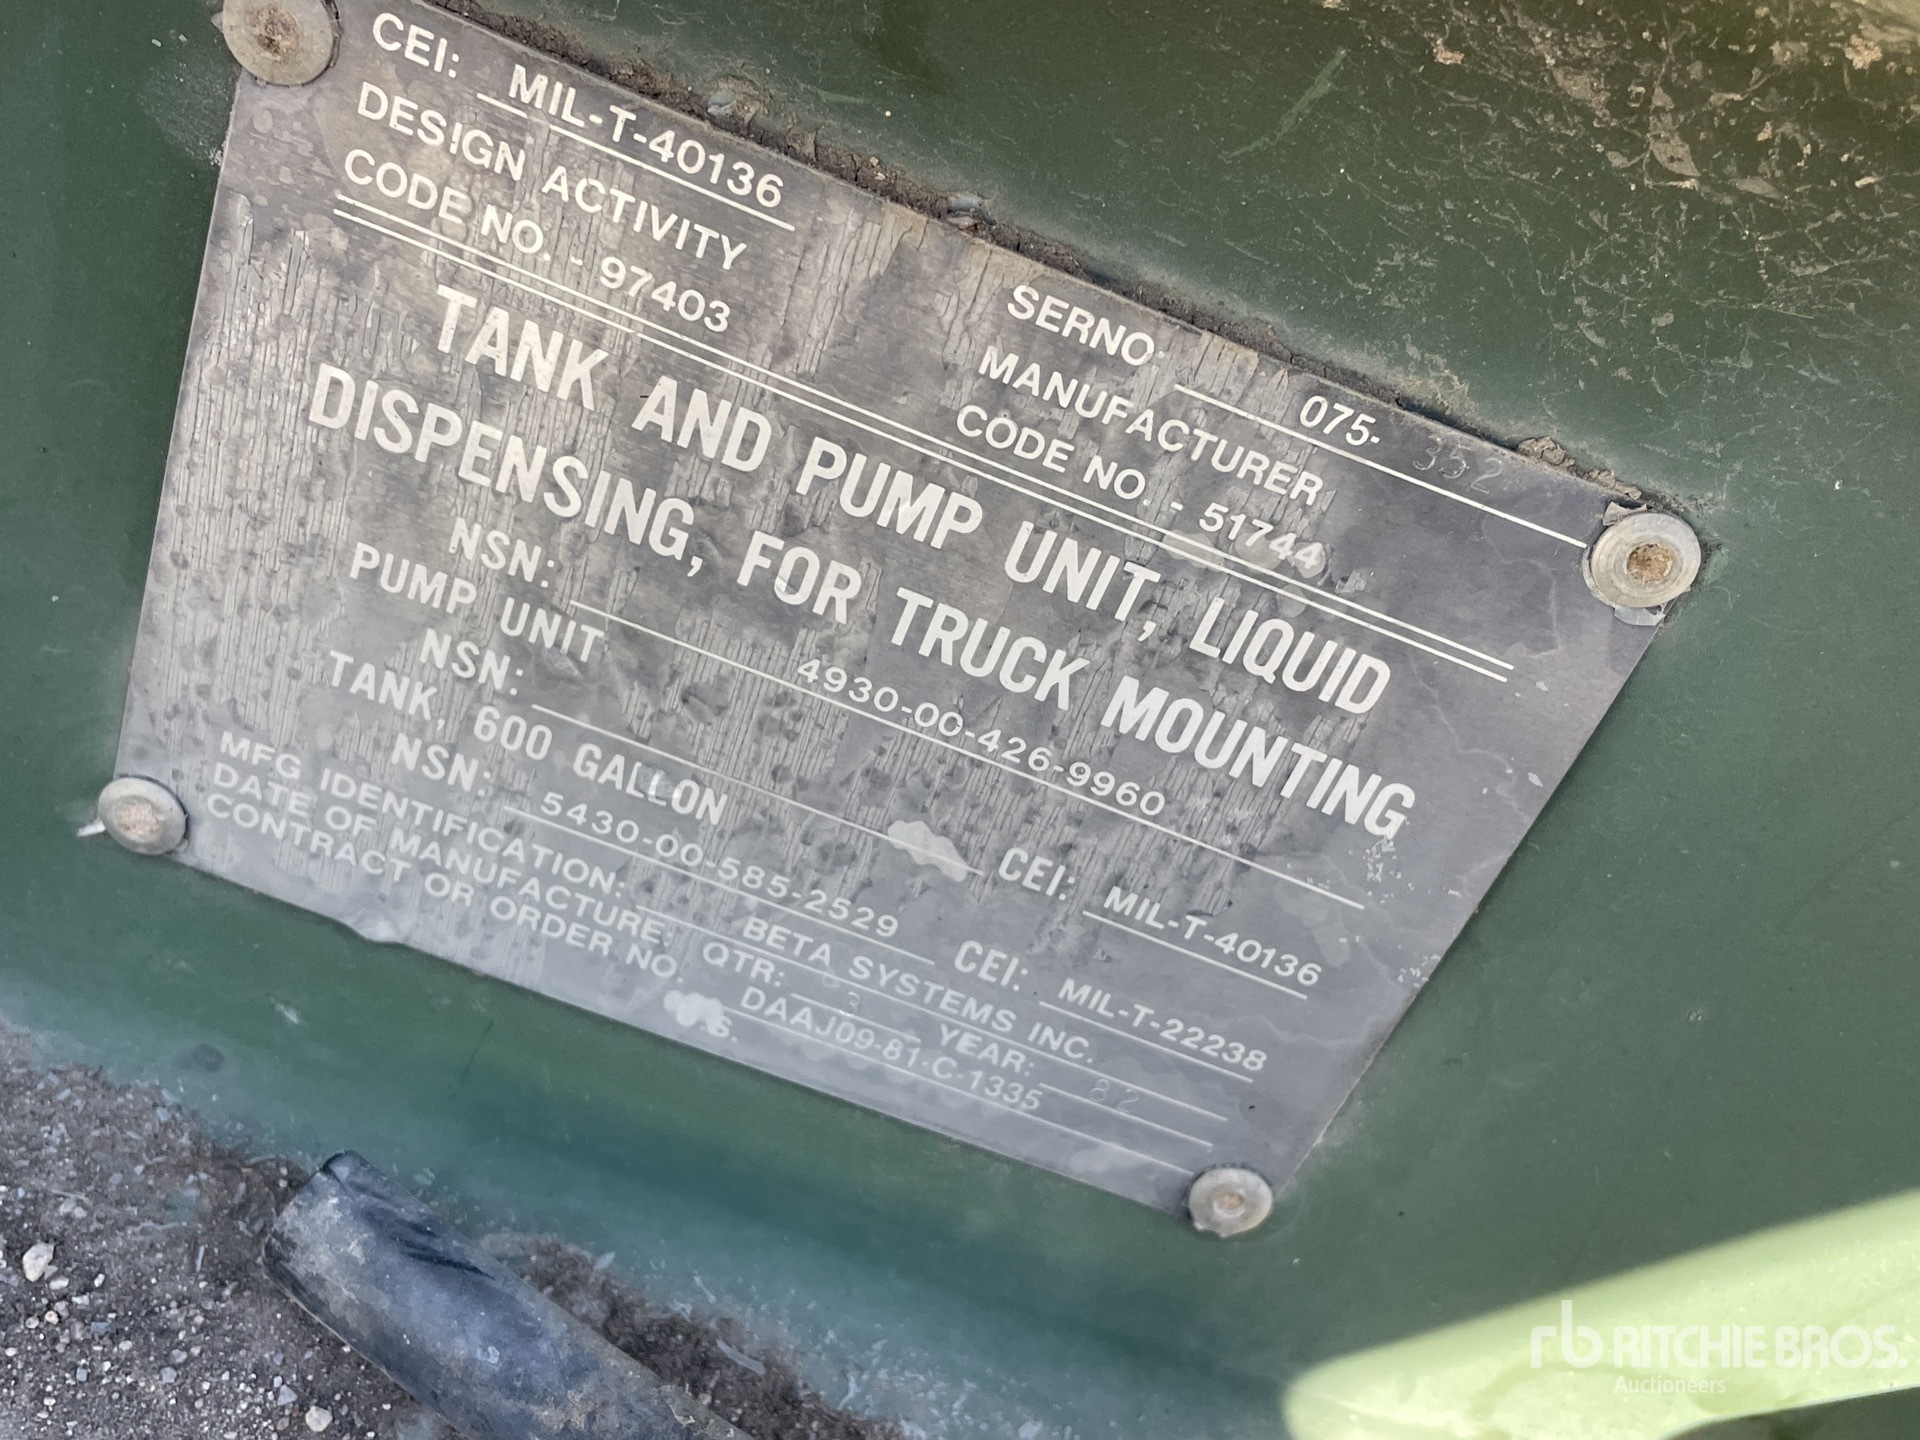 CEI: MIL-T-40136
DESIGN ACTIVITY
CODE NO. - 97403
SERNO: 075- 352
MANUFACTURER
CODE NO. - 51744
TANK AND PUMP UNIT, LIQUID
DISPENSING, FOR TRUCK MOUNTING
NSN: 4930-00-426-9960
PUMP UNIT
NSN: CEI: MIL-T-40136
TANK, 600 GALLON
NSN: 5430-00-585-2529 CEI: MIL-T-22238
MFG IDENTIFICATION: BETA SYSTEMS INC.
DATE OF MANUFACTURE: QTR: 3 YEAR: 82
CONTRACT OR ORDER NO. DAAJ09-81-C-1335
U.S.
rb RITCHIE BROS.
Auctioneers